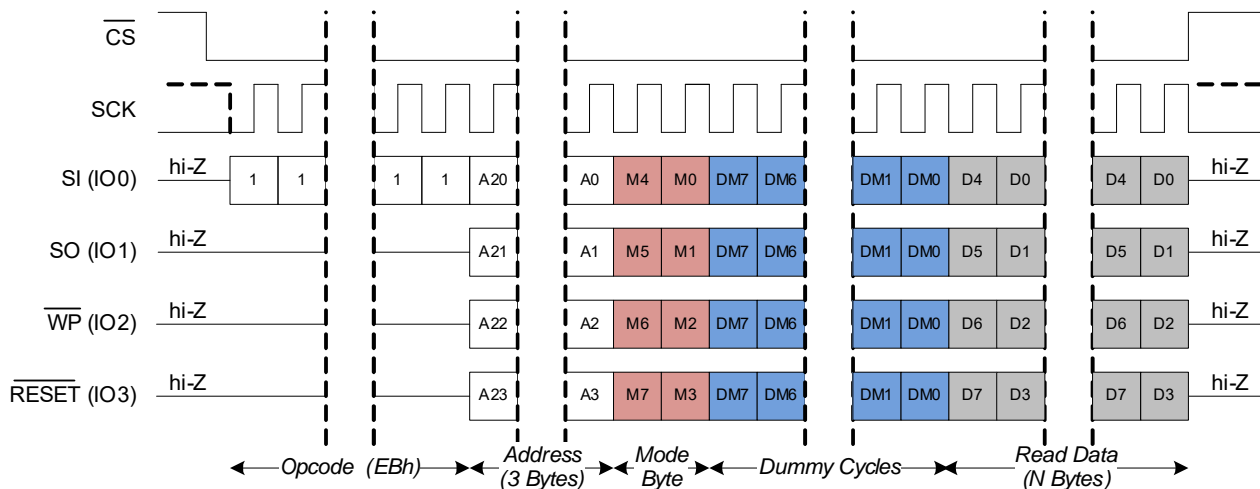 CS
SCK
hi-Z 1 1 1 1 A20 A0 M4 M0 DM7 DM6 DM1 DM0 D4 D0 D4 D0 hi-Z
SI (IO0)
hi-Z A21 A1 M5 M1 DM7 DM6 DM1 DM0 D5 D1 D5 D1 hi-Z
SO (IO1)
hi-Z A22 A2 M6 M2 DM7 DM6 DM1 DM0 D6 D2 D6 D2 hi-Z
WP (IO2)
hi-Z A23 A3 M7 M3 DM7 DM6 DM1 DM0 D7 D3 D7 D3 hi-Z
RESET (IO3)
Opcode (EBh) Address Mode Dummy Cycles Read Data
(3 Bytes) Byte (N Bytes)